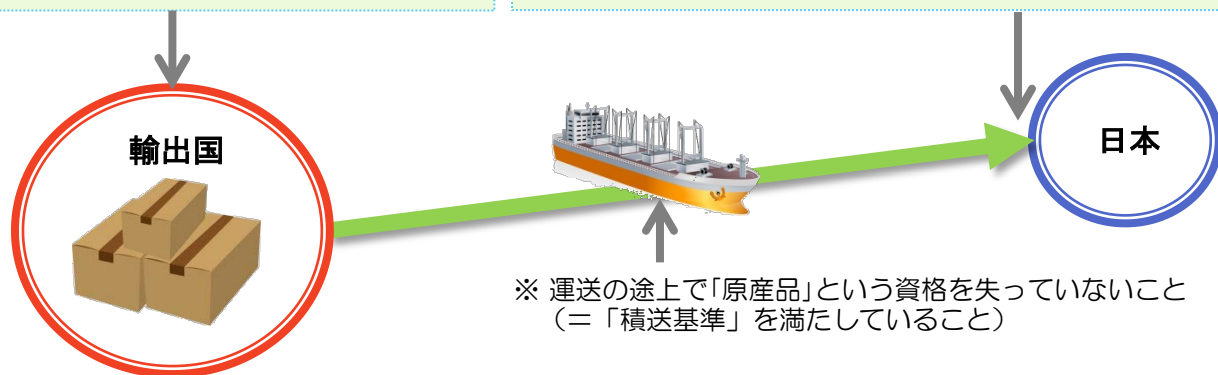 輸出国
日本
※ 運送の途上で「原産品」という資格を失っていないこと
（＝「積送基準」を満たしていること）